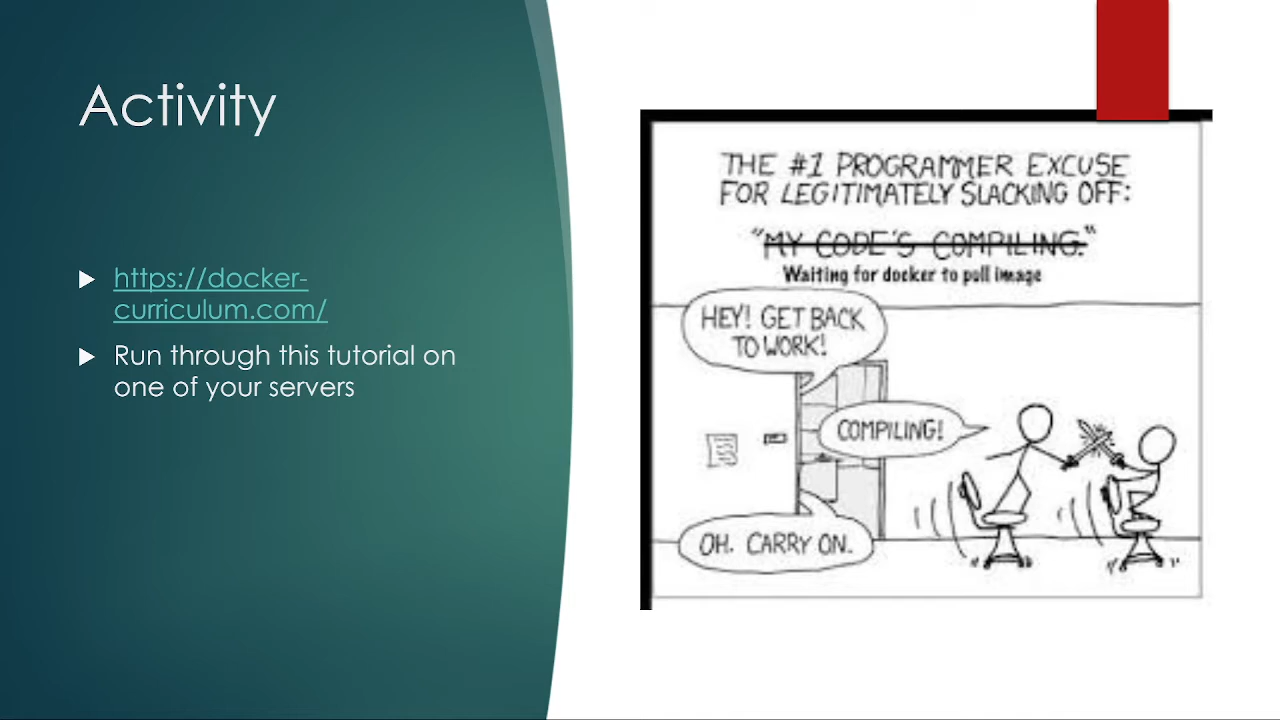 Activity
https://docker-
curriculum.com/
Run through this tutorial on
one of your servers
THE #1 PROGRAMMER EXCUSE
FOR LEGITIMATELY SLACKING OFF:
"MY CODE'S COMPILING."
Waiting for docker to pull image
HEY! GET BACK
TO WORK!
COMPILING!
OH. CARRY ON.